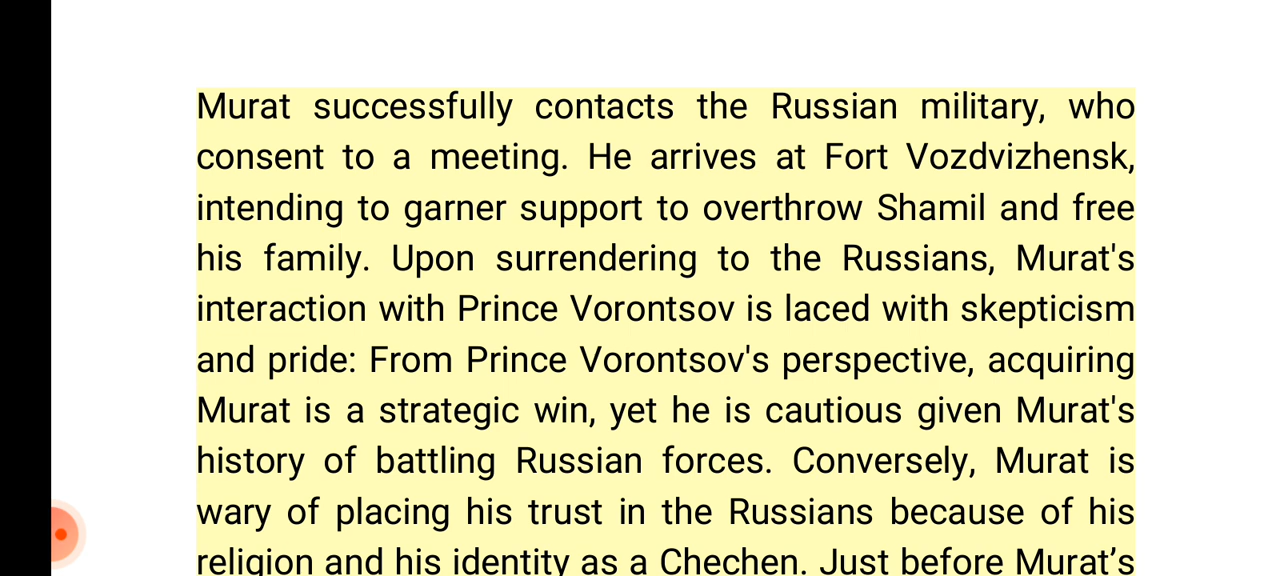 Murat successfully contacts the Russian military, who
consent to a meeting. He arrives at Fort Vozdvizhensk,
intending to garner support to overthrow Shamil and free
his family. Upon surrendering to the Russians, Murat's
interaction with Prince Vorontsov is laced with skepticism
and pride: From Prince Vorontsov's perspective, acquiring
Murat is a strategic win, yet he is cautious given Murat's
history of battling Russian forces. Conversely, Murat is
wary of placing his trust in the Russians because of his
religion and his identity as a Chechen. Just before Murat’s